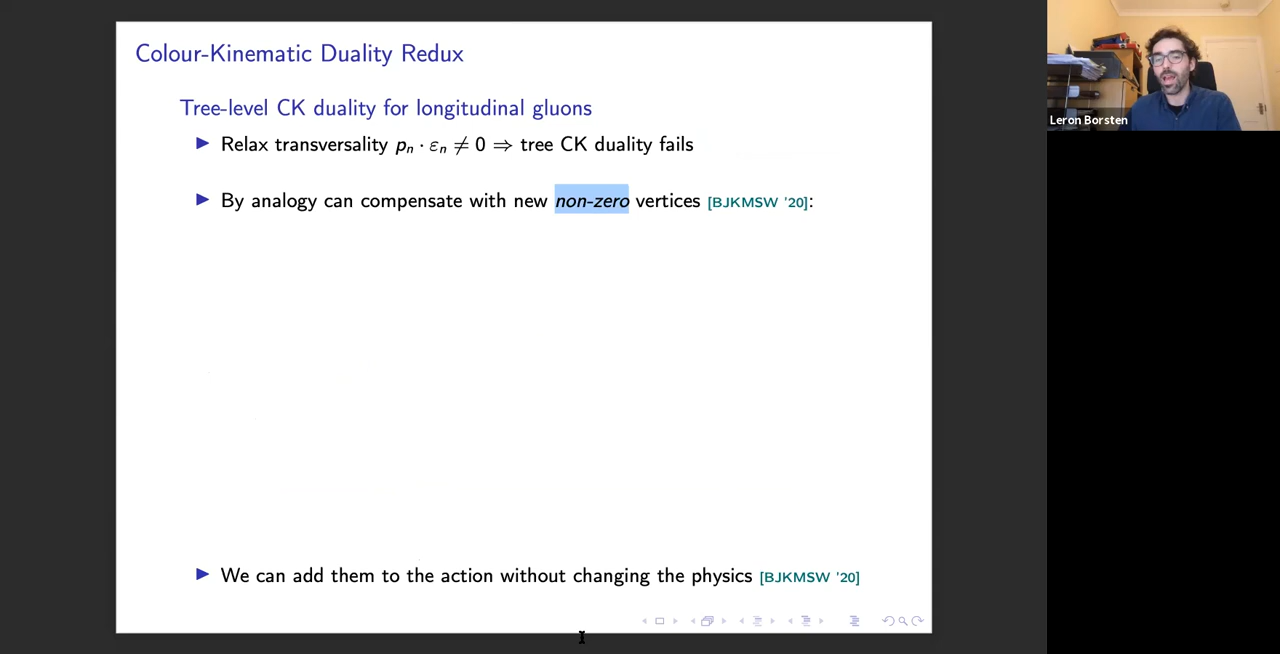 Colour-Kinematic Duality Redux
Tree-level CK duality for longitudinal gluons
▶ Relax transversality pₙ · εₙ ≠ 0 ⇒ tree CK duality fails
▶ By analogy can compensate with new non-zero vertices [BJKMSW '20]:
▶ We can add them to the action without changing the physics [BJKMSW '20]
Leron Borsten